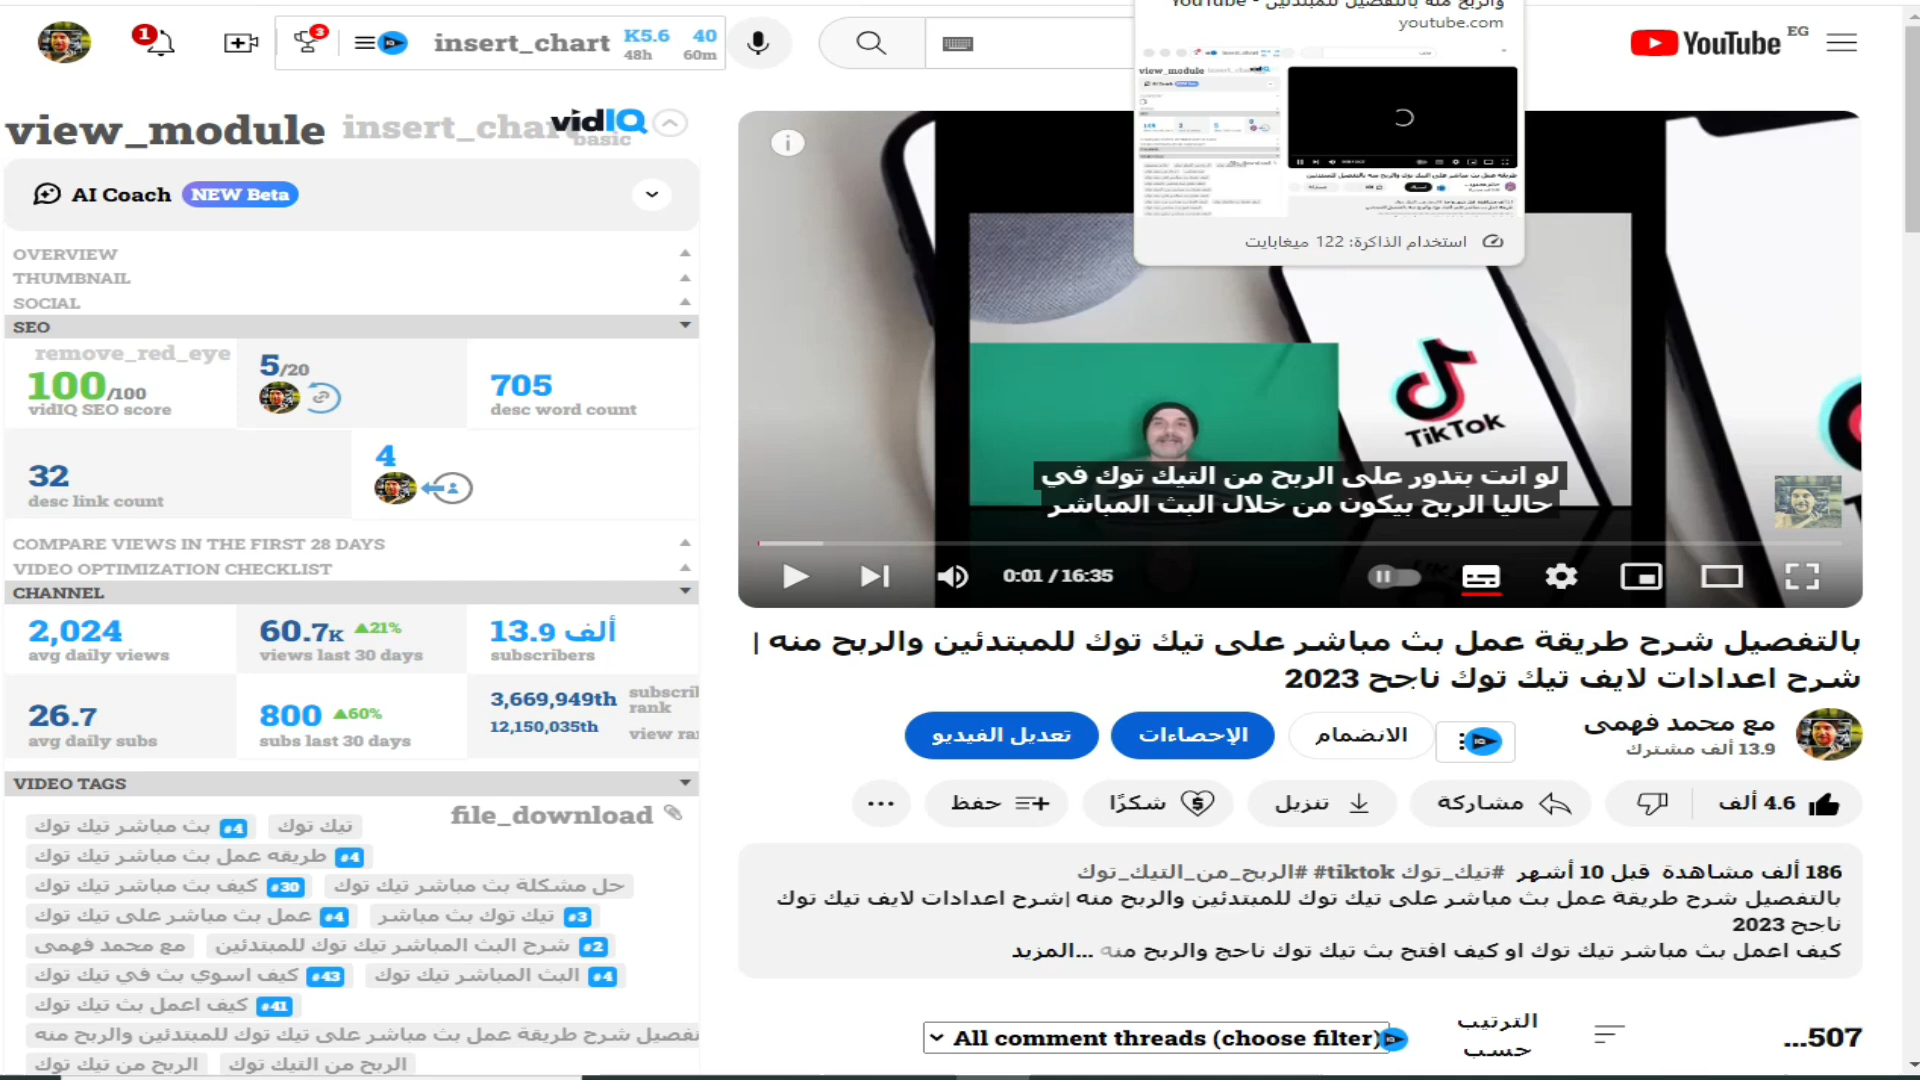 1
3
insert_chart
K5.6
48h
40
60m
youtube.com
YouTube EG
view_module
insert_chart
vidIQ
basic
AI Coach NEW Beta
استخدام الذاكرة: 122 ميغابايت
OVERVIEW
THUMBNAIL
SOCIAL
SEO
remove_red_eye
100/100
vidIQ SEO score
5/20
705
desc word count
32
desc link count
4
COMPARE VIEWS IN THE FIRST 28 DAYS
VIDEO OPTIMIZATION CHECKLIST
CHANNEL
2,024
avg daily views
60.7K 21%
views last 30 days
13.9 ألف
subscribers
26.7
avg daily subs
800 60%
subs last 30 days
3,669,949th
rank
12,150,035th
VIDEO TAGS
file_download
تيك توك
بث مباشر تيك توك #4
طريقه عمل بث مباشر تيك توك #4
حل مشكلة بث مباشر تيك توك
كيف بث مباشر تيك توك #30
تيك توك بث مباشر #3
عمل بث مباشر على تيك توك #4
شرح البث المباشر تيك توك للمبتدئين #2
مع محمد فهمى
البث المباشر تيك توك #4
كيف اسوي بث في تيك توك #43
كيف اعمل بث تيك توك #41
شرح طريقة عمل بث مباشر على تيك توك للمبتدئين والربح منه
الربح من التيك توك
الربح من تيك توك
TikTok
لو انت بتدور على الربح من التيك توك في
حاليا الربح بيكون من خلال البث المباشر
0:01 / 16:35
بالتفصيل شرح طريقة عمل بث مباشر على تيك توك للمبتدئين والربح منه |
شرح اعدادات لايف تيك توك ناجح 2023
مع محمد فهمى
13.9 ألف مشترك
الانضمام
الإحصاءات
تعديل الفيديو
4.6 ألف
مشاركة
تنزيل
شكرًا
حفظ
186 ألف مشاهدة قبل 10 أشهر #تيك_توك #tiktok #الربح_من_التيك_توك
بالتفصيل شرح طريقة عمل بث مباشر على تيك توك للمبتدئين والربح منه |شرح اعدادات لايف تيك توك
ناجح 2023
كيف اعمل بث مباشر تيك توك او كيف افتح بث تيك توك ناجح والربح منه ...المزيد
507...
الترتيب
حسب
All comment threads (choose filter)